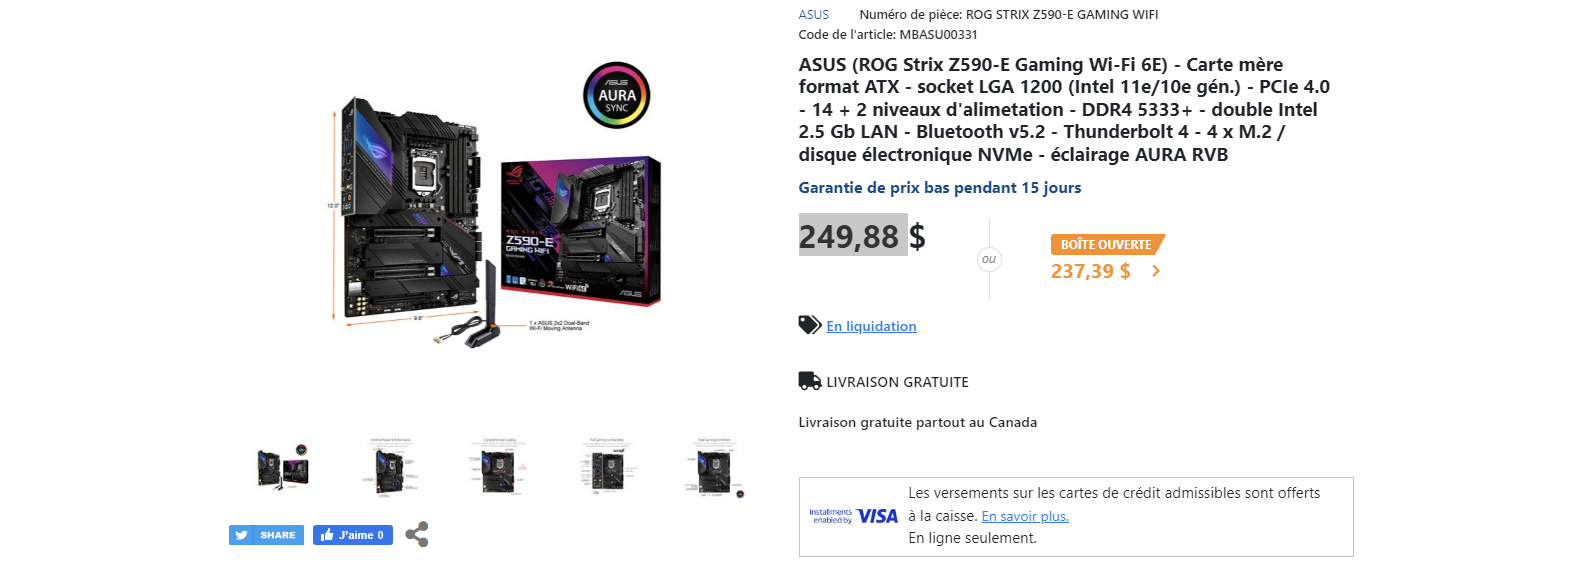 ASUS Numéro de pièce: ROG STRIX Z590-E GAMING WIFI
Code de l'article: MBASU00331
ASUS (ROG Strix Z590-E Gaming Wi-Fi 6E) - Carte mère
format ATX - socket LGA 1200 (Intel 11e/10e gén.) - PCIe 4.0
- 14 + 2 niveaux d'alimetation - DDR4 5333+ - double Intel
2.5 Gb LAN - Bluetooth v5.2 - Thunderbolt 4 - 4 x M.2 /
disque électronique NVMe - éclairage AURA RVB
Garantie de prix bas pendant 15 jours
249,88 $
ou
BOÎTE OUVERTE
237,39 $
En liquidation
LIVRAISON GRATUITE
Livraison gratuite partout au Canada
Installments
enabled by
VISA
Les versements sur les cartes de crédit admissibles sont offerts
à la caisse. En savoir plus.
En ligne seulement.
ASUS
AURA
SYNC
12.0"
9.6"
ROG STRIX
Z590-E
GAMING WIFI
WiFi 6E
ASUS
1 x ASUS 2x2 Dual-Band
Wi-Fi Moving Antenna
SHARE
J'aime 0